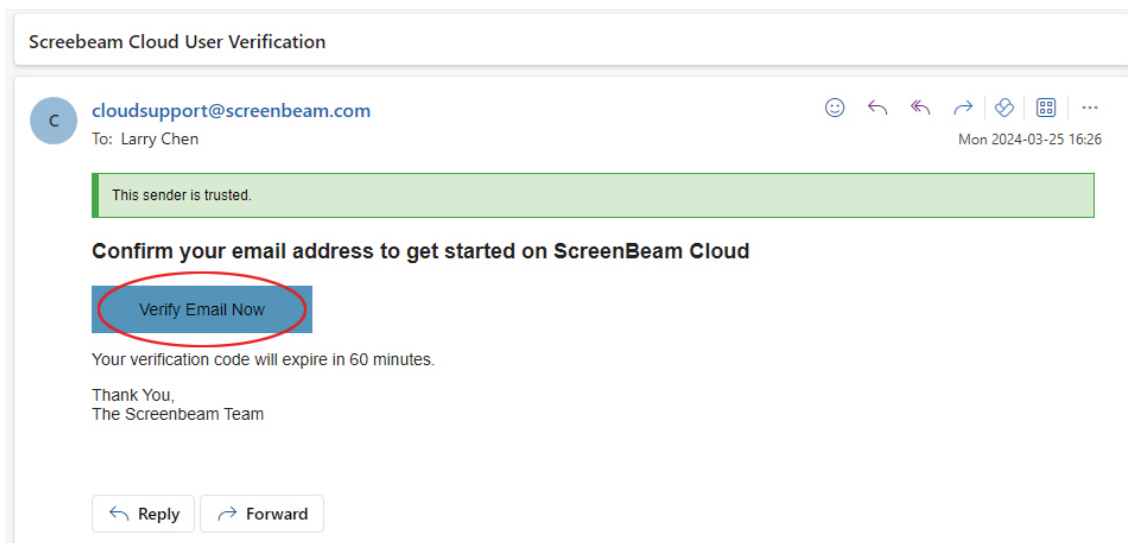 Screebeam Cloud User Verification
C
cloudsupport@screenbeam.com
To: Larry Chen
Mon 2024-03-25 16:26
This sender is trusted.
Confirm your email address to get started on ScreenBeam Cloud
Verify Email Now
Your verification code will expire in 60 minutes.
Thank You,
The Screenbeam Team
Reply Forward